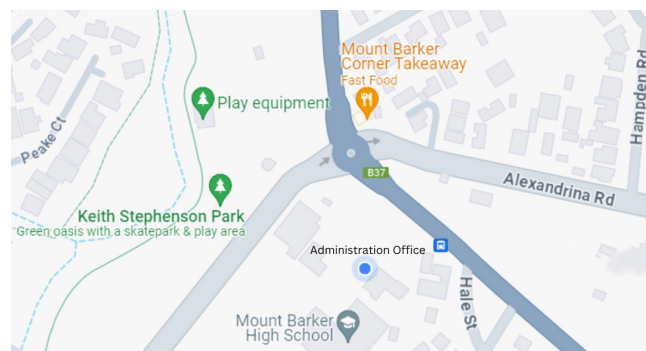 Mount Barker
Corner Takeaway
Fast Food
Play equipment
Hampden Rd
Peake Ct
B37
Alexandrina Rd
Keith Stephenson Park
Green oasis with a skatepark & play area
Administration Office
Hale St
Mount Barker
High School